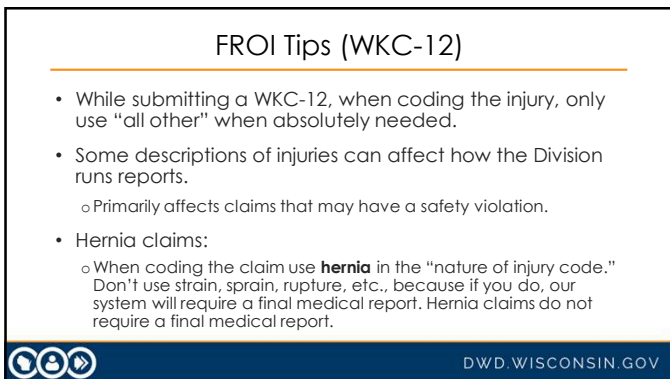 FROI Tips (WKC-12)
• While submitting a WKC-12, when coding the injury, only
use “all other” when absolutely needed.
• Some descriptions of injuries can affect how the Division
runs reports.
o Primarily affects claims that may have a safety violation.
• Hernia claims:
o When coding the claim use hernia in the “nature of injury code.”
Don’t use strain, sprain, rupture, etc., because if you do, our
system will require a final medical report. Hernia claims do not
require a final medical report.
DWD.WISCONSIN.GOV